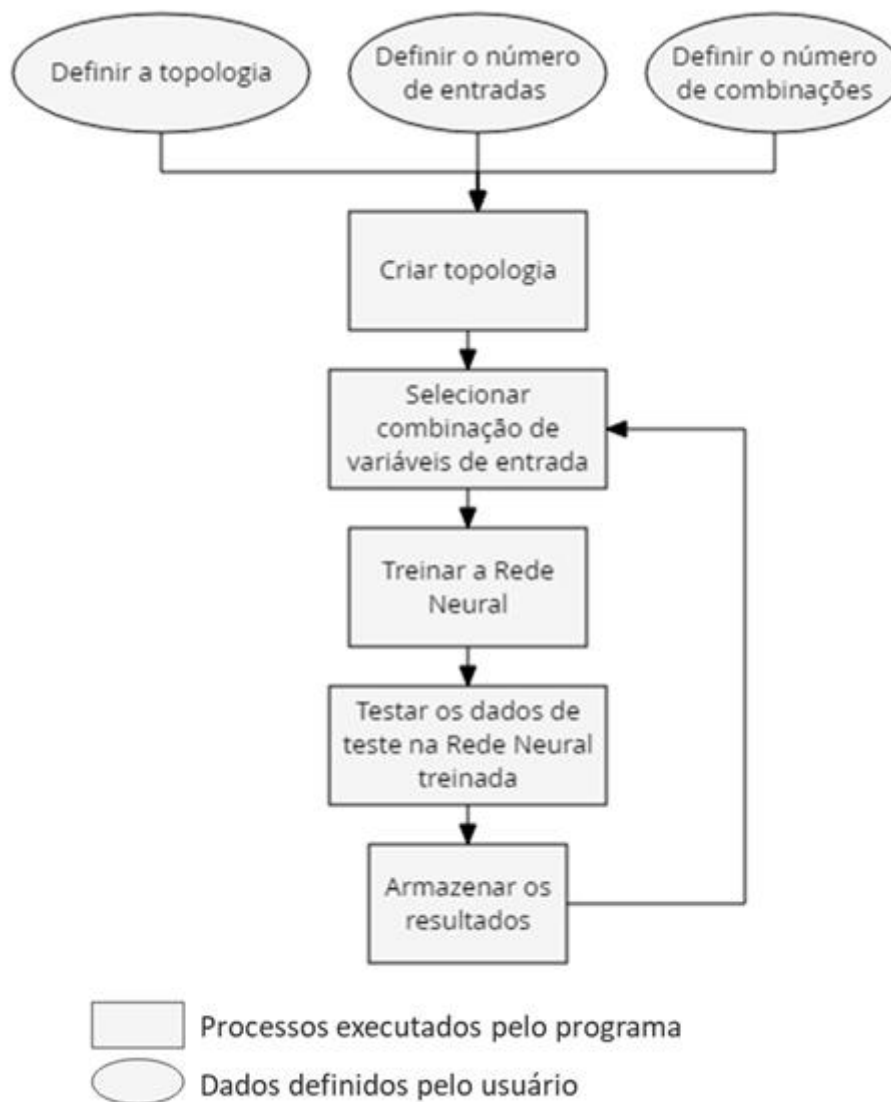 Definir a topologia
Definir o número
de entradas
Definir o número
de combinações
Criar topologia
Selecionar
combinação de
variáveis de entrada
Treinar a Rede
Neural
Testar os dados de
teste na Rede Neural
treinada
Armazenar os
resultados
Processos executados pelo programa
Dados definidos pelo usuário